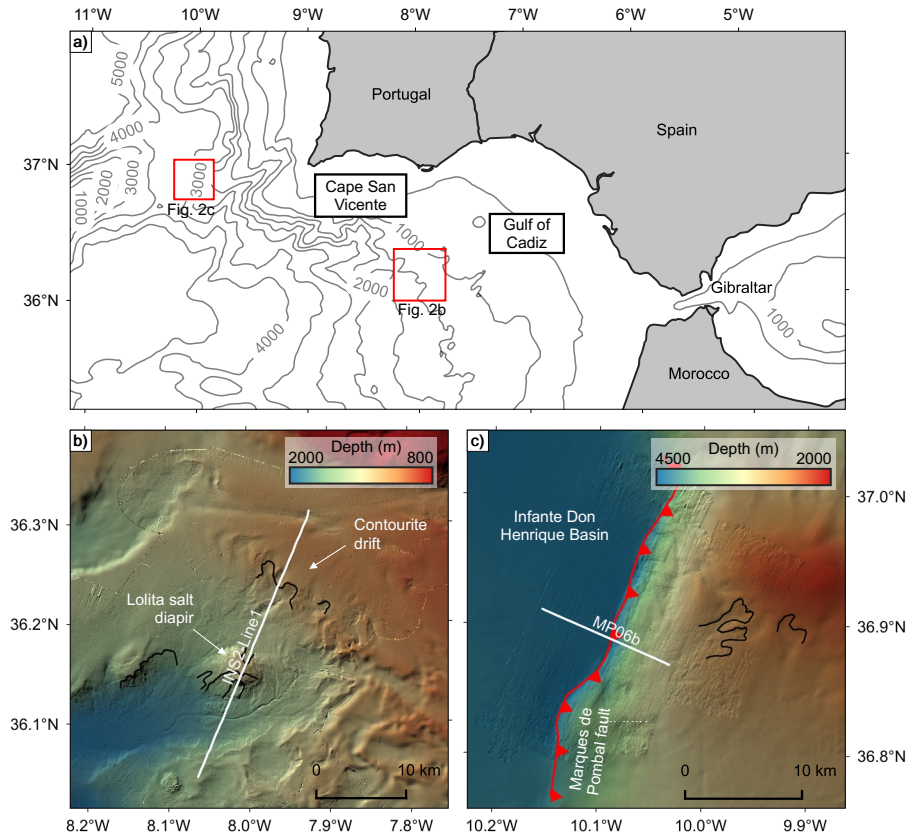 11°W 10°W 9°W 8°W 7°W 6°W 5°W
a)
5000
4000
1000
2000
3000
3000
Fig. 2c
Portugal
Spain
37°N
Cape San
Vicente
Gulf of
Cadiz
1000
2000
Fig. 2b
36°N
4000
Gibraltar
1000
Morocco
b)
Depth (m)
2000 800
36.3°N
36.2°N
36.1°N
Contourite
drift
Lolita salt
diapir
INS2-Line1
0 10 km
8.2°W 8.1°W 8.0°W 7.9°W 7.8°W
c)
Depth (m)
4500 2000
Infante Don
Henrique Basin
MP06b
Marques de
Pombal fault
0 10 km
37.0°N
36.9°N
36.8°N
10.2°W 10.1°W 10.0°W 9.9°W